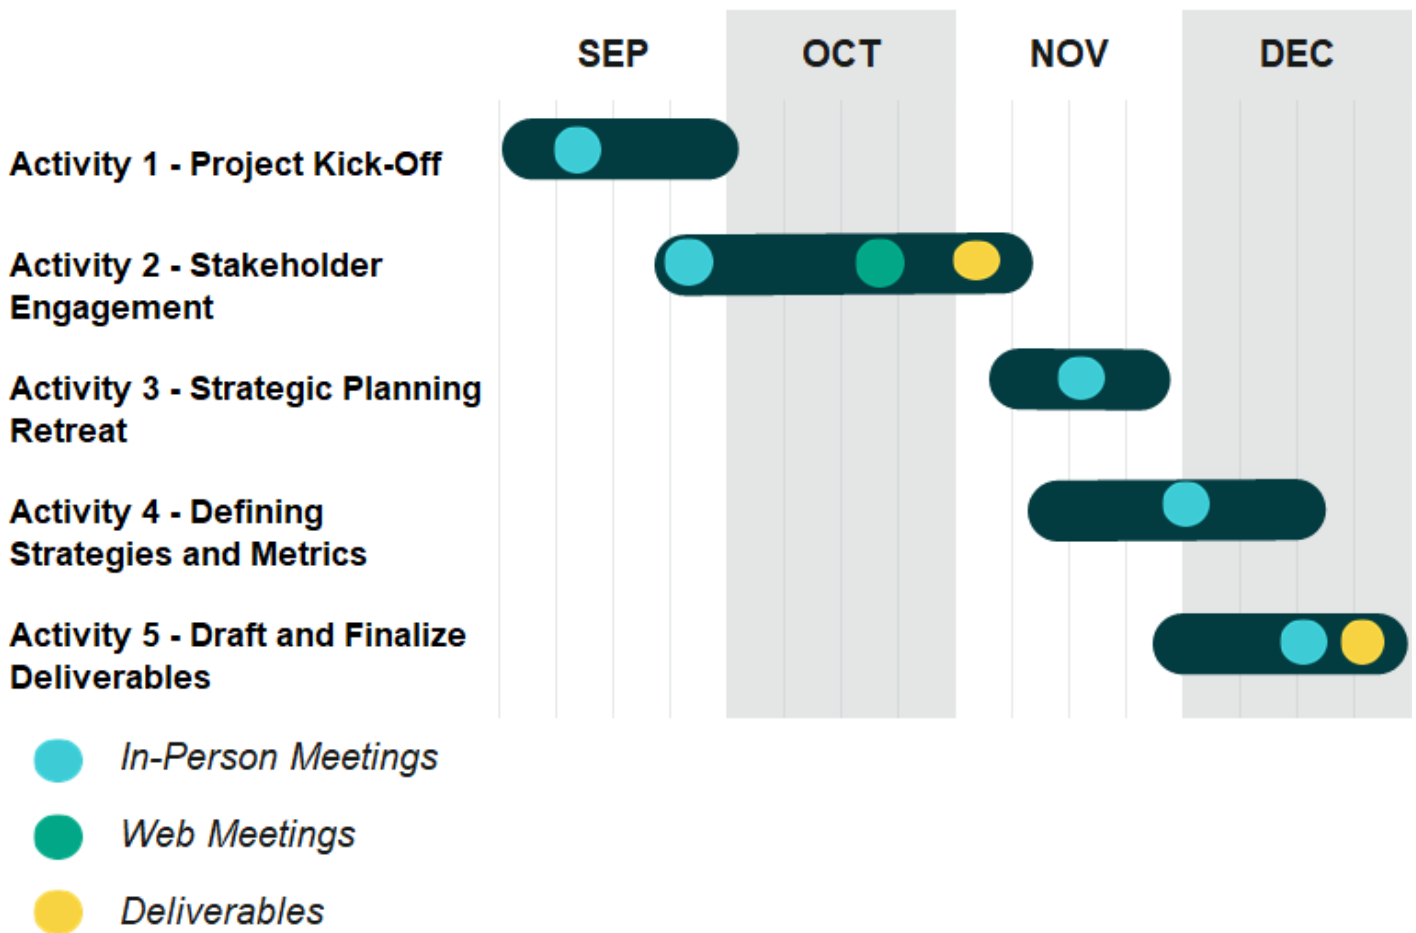 SEP OCT NOV DEC
Activity 1 - Project Kick-Off
Activity 2 - Stakeholder
Engagement
Activity 3 - Strategic Planning
Retreat
Activity 4 - Defining
Strategies and Metrics
Activity 5 - Draft and Finalize
Deliverables
In-Person Meetings
Web Meetings
Deliverables